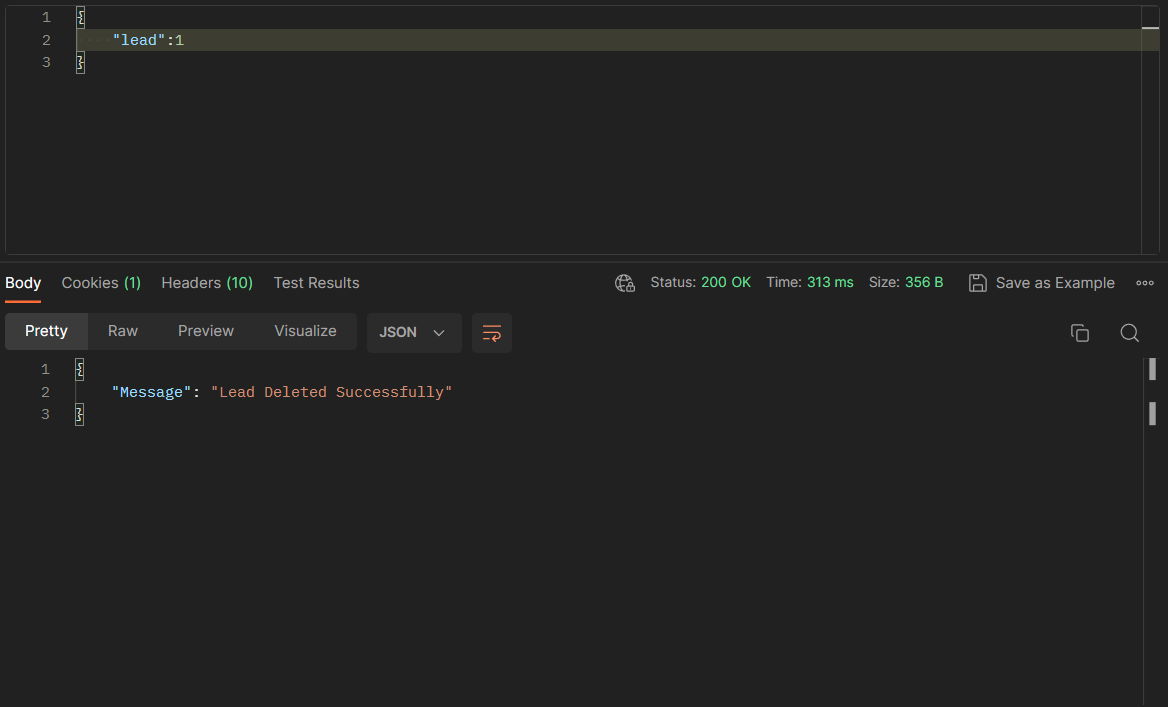 1 {
2 "lead":1
3 }
Body Cookies (1) Headers (10) Test Results Status: 200 OK Time: 313 ms Size: 356 B Save as Example
Pretty Raw Preview Visualize JSON
1 {
2 "Message": "Lead Deleted Successfully"
3 }